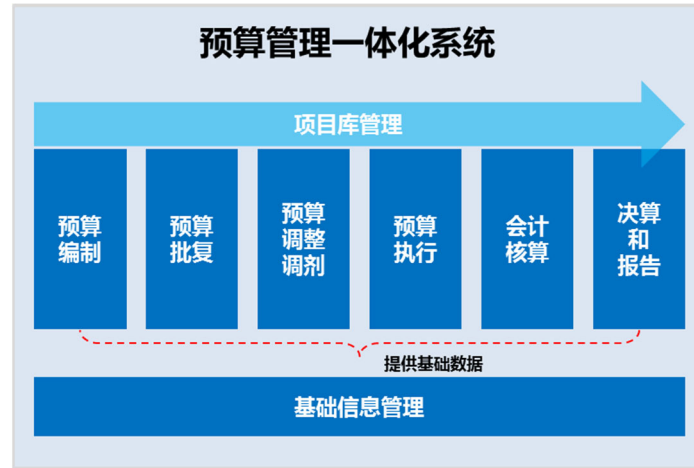 预算管理一体化系统
项目库管理
预算
编制
预算
批复
预算
调整
调剂
预算
执行
会计
核算
决算
和
报告
提供基础数据
基础信息管理